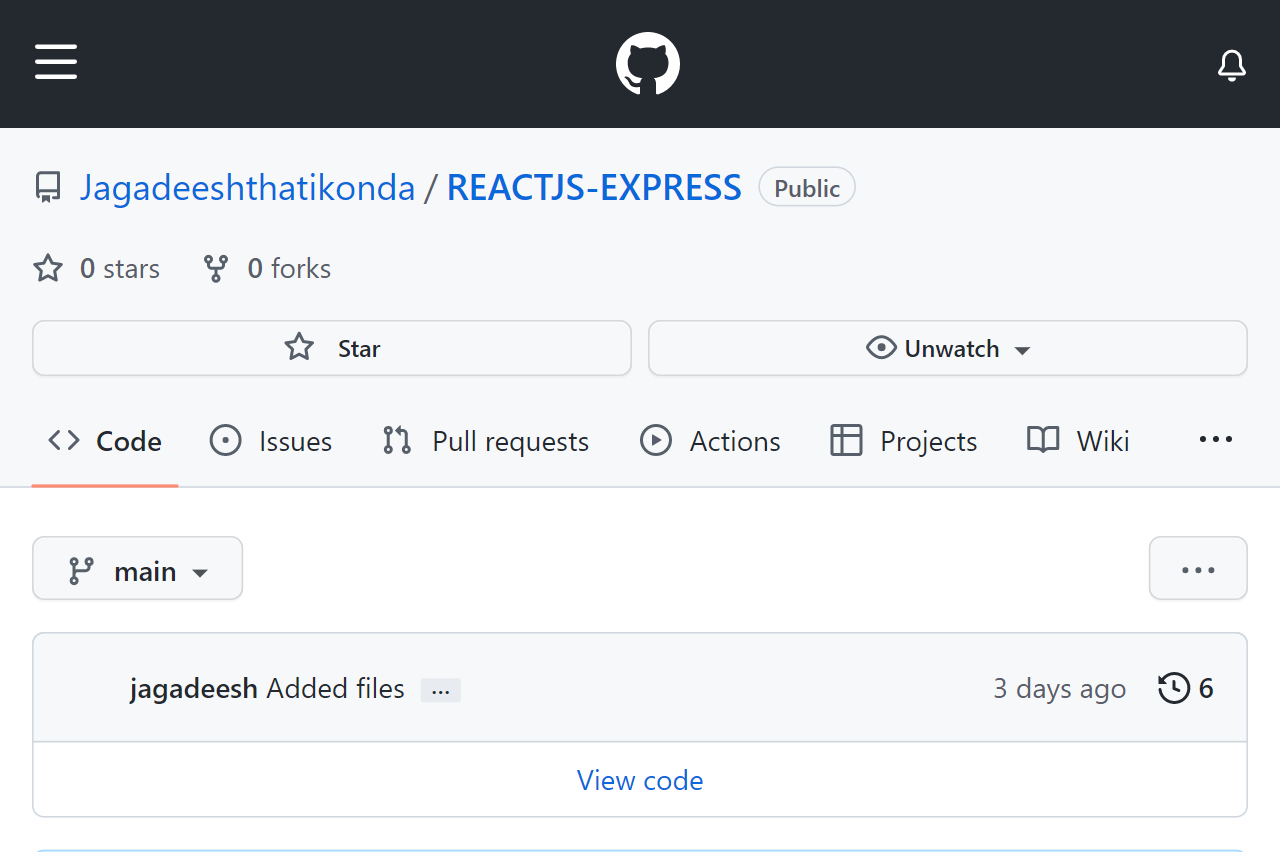 Jagadeeshthatikonda / REACTJS-EXPRESS Public
0 stars 0 forks
Star Unwatch
Code Issues Pull requests Actions Projects Wiki ...
main ...
jagadeesh Added files ... 3 days ago 6
View code